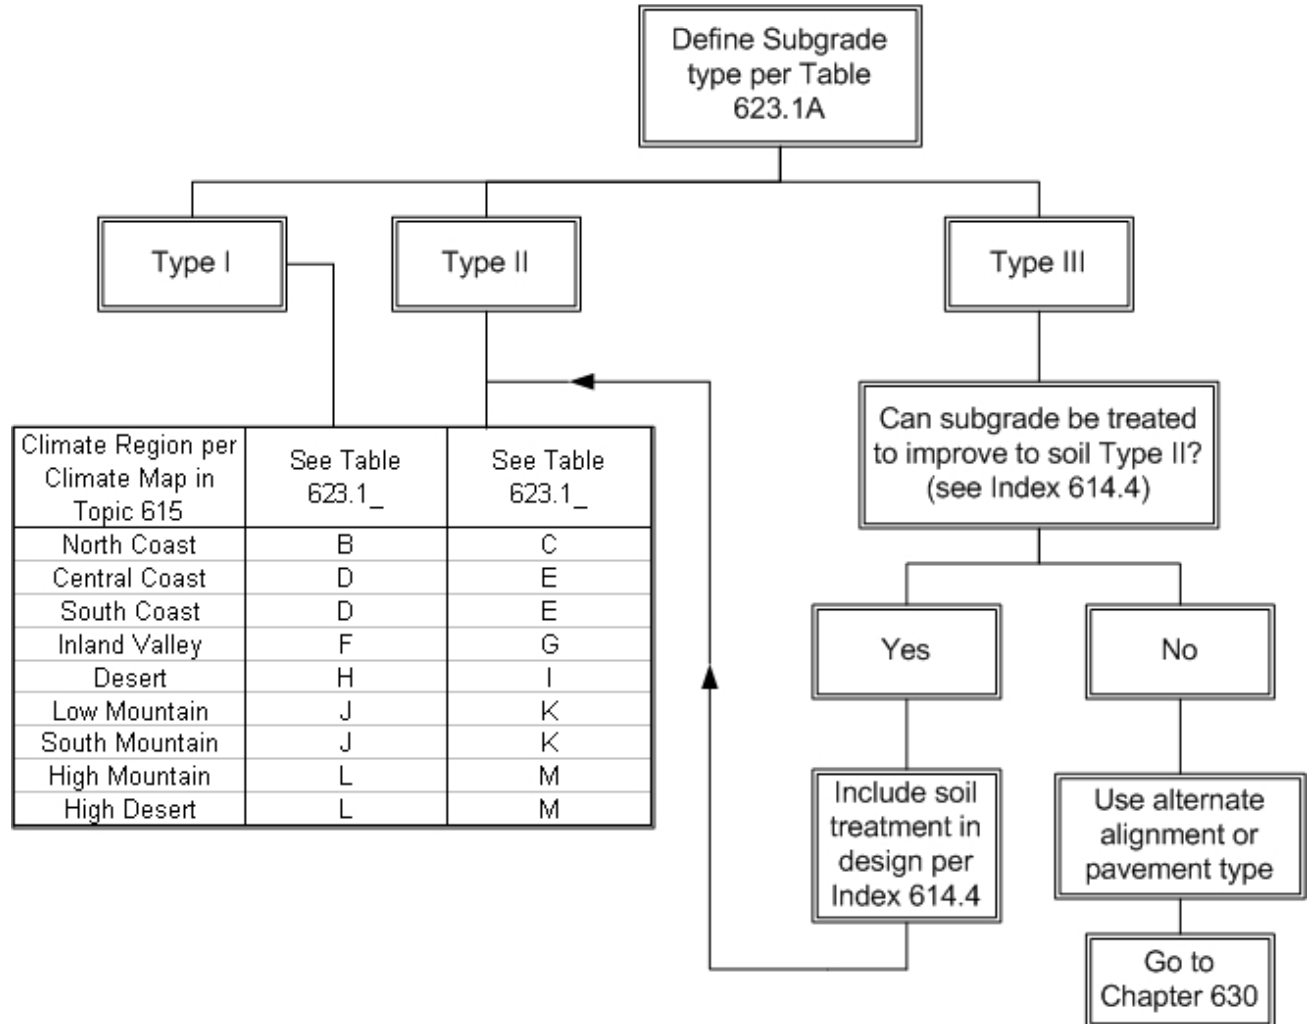 Define Subgrade
type per Table
623.1A
Type I
Type II
Type III
Can subgrade be treated
to improve to soil Type II?
(see Index 614.4)
Yes
No
Include soil
treatment in
design per
Index 614.4
Use alternate
alignment or
pavement type
Go to
Chapter 630
Climate Region per
Climate Map in
Topic 615
See Table
623.1_
See Table
623.1_
North Coast B C
Central Coast D E
South Coast D E
Inland Valley F G
Desert H I
Low Mountain J K
South Mountain J K
High Mountain L M
High Desert L M